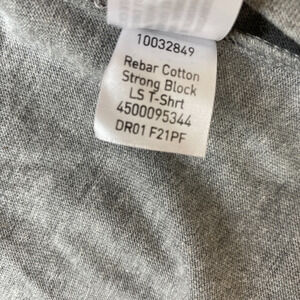 10032849
Rebar Cotton
Strong Block
LS T-Shrt
4500095344
DR01 F21PF